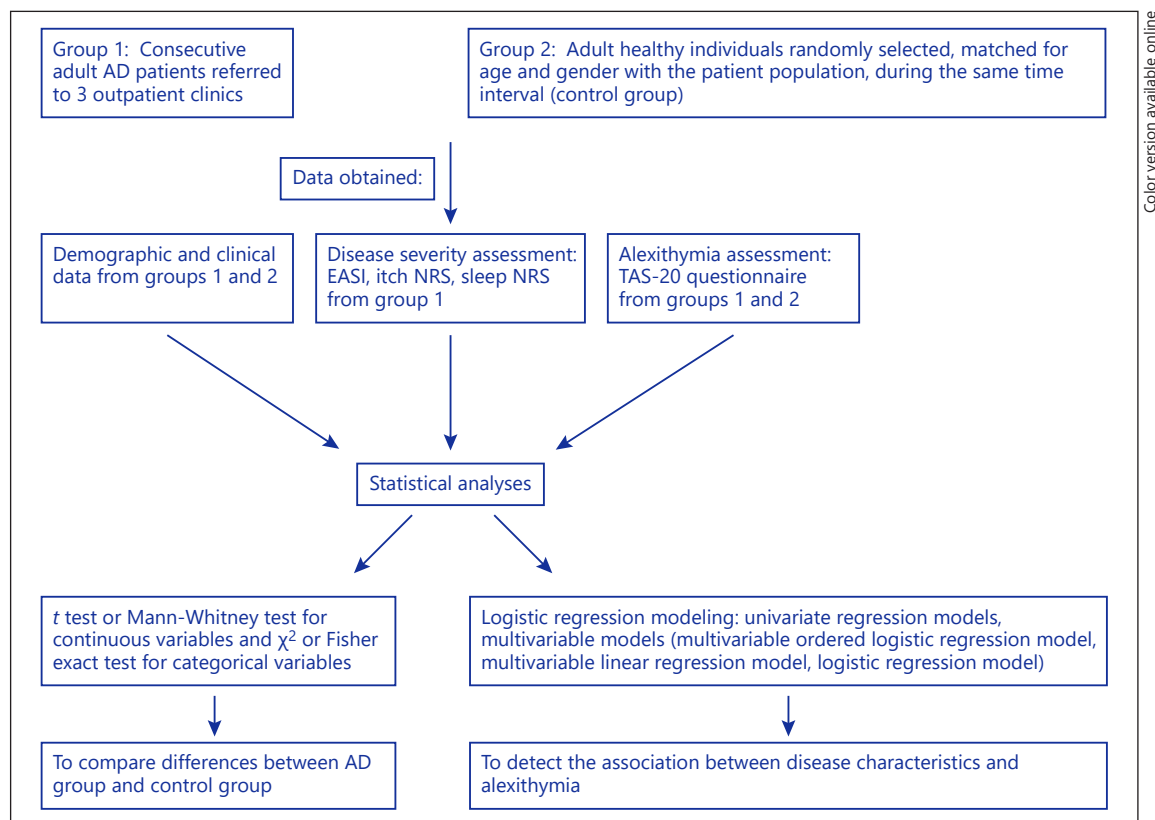 Group 1:  Consecutive
adult AD patients referred
to 3 outpatient clinics
Group 2:  Adult healthy individuals randomly selected, matched for
age and gender with the patient population, during the same time
interval (control group)
Color version available online
Data obtained:
Demographic and clinical
data from groups 1 and 2
Disease severity assessment:
EASI, itch NRS, sleep NRS
from group 1
Alexithymia assessment:
TAS-20 questionnaire
from groups 1 and 2
Statistical analyses
t test or Mann-Whitney test for
continuous variables and χ² or Fisher
exact test for categorical variables
Logistic regression modeling: univariate regression models,
multivariable models (multivariable ordered logistic regression model,
multivariable linear regression model, logistic regression model)
To compare differences between AD
group and control group
To detect the association between disease characteristics and
alexithymia